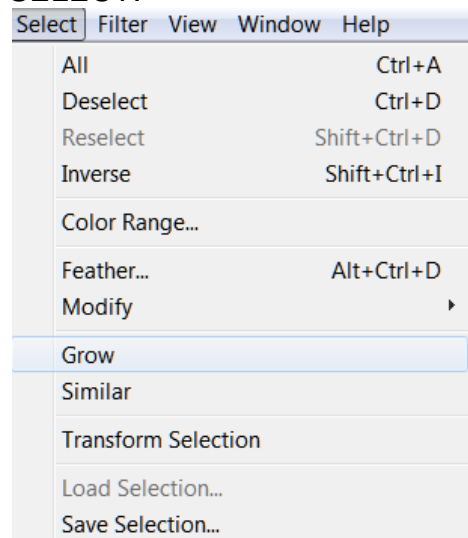 Select Filter View Window Help
All Ctrl+A
Deselect Ctrl+D
Reselect Shift+Ctrl+D
Inverse Shift+Ctrl+I
Color Range...
Feather... Alt+Ctrl+D
Modify
Grow
Similar
Transform Selection
Load Selection...
Save Selection...